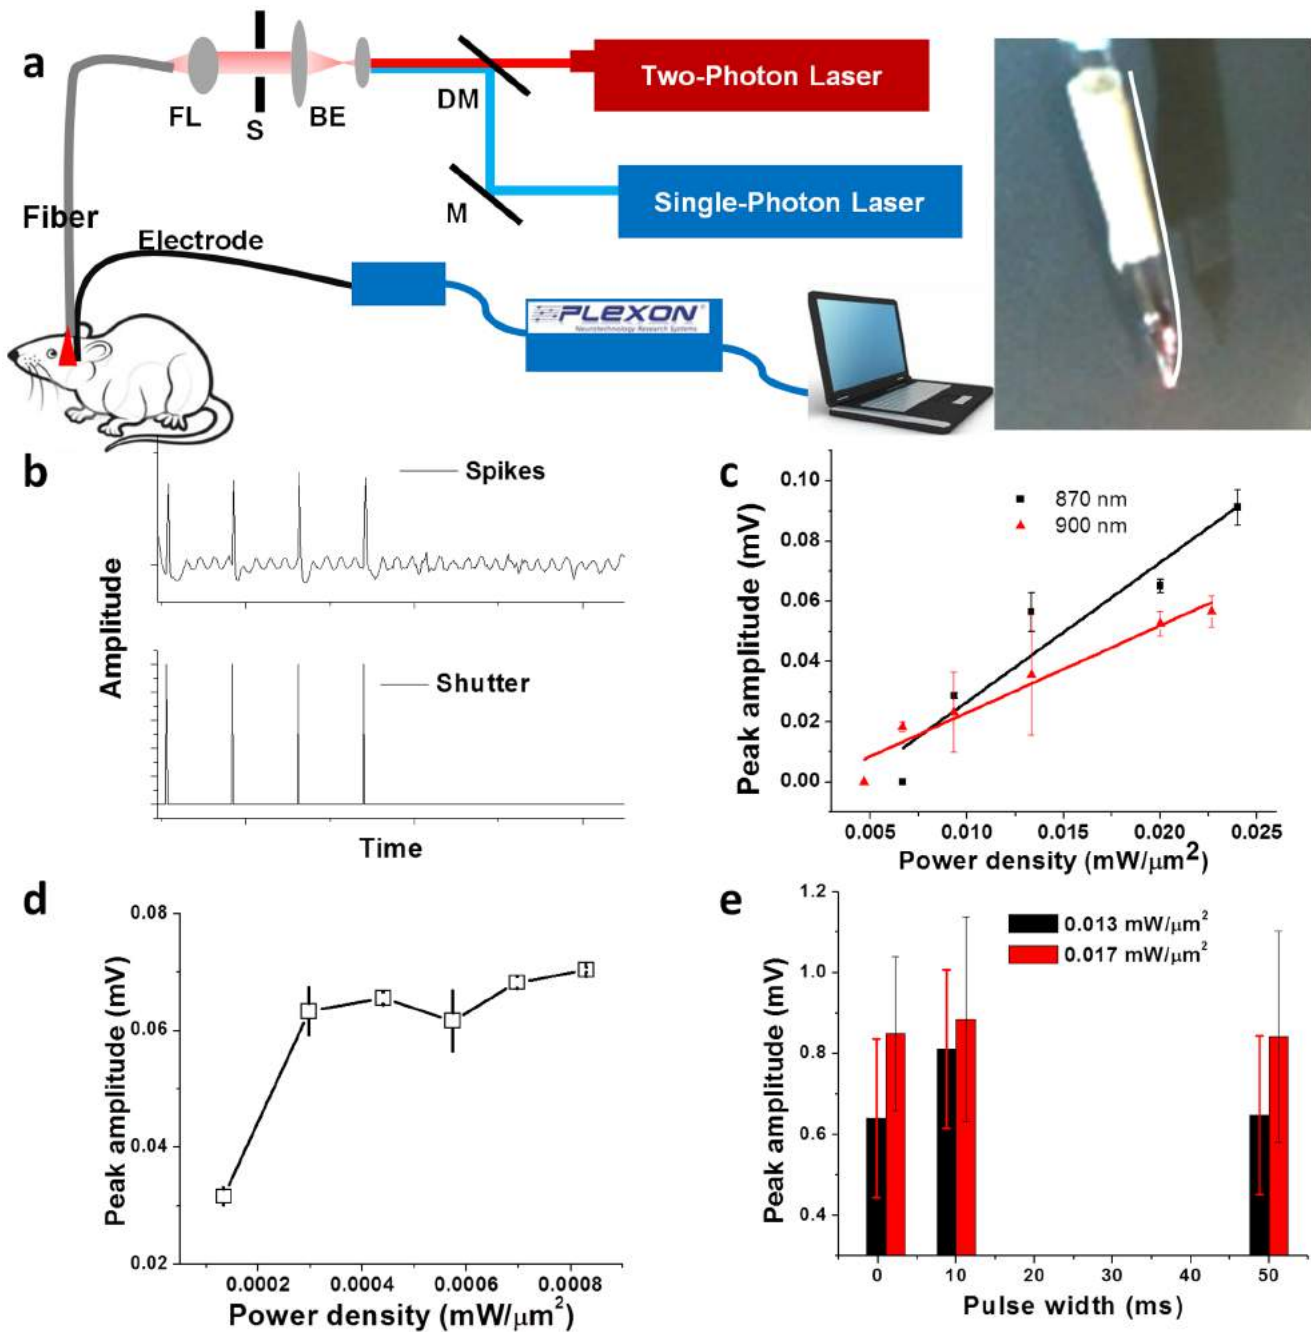 a
Two-Photon Laser
FL
S
BE
DM
M
Single-Photon Laser
Fiber
Electrode
PLEXON®
Neurotechnology Research Systems
b
Spikes
Amplitude
Shutter
Time
c
0.10
0.08
0.06
0.04
0.02
0.00
Peak amplitude (mV)
870 nm
900 nm
0.005 0.010 0.015 0.020 0.025
Power density (mW/μm²)
d
0.08
0.06
0.04
0.02
Peak amplitude (mV)
0.0002 0.0004 0.0006 0.0008
Power density (mW/μm²)
e
1.2
1.0
0.8
0.6
0.4
Peak amplitude (mV)
0.013 mW/μm²
0.017 mW/μm²
0 10 20 30 40 50
Pulse width (ms)